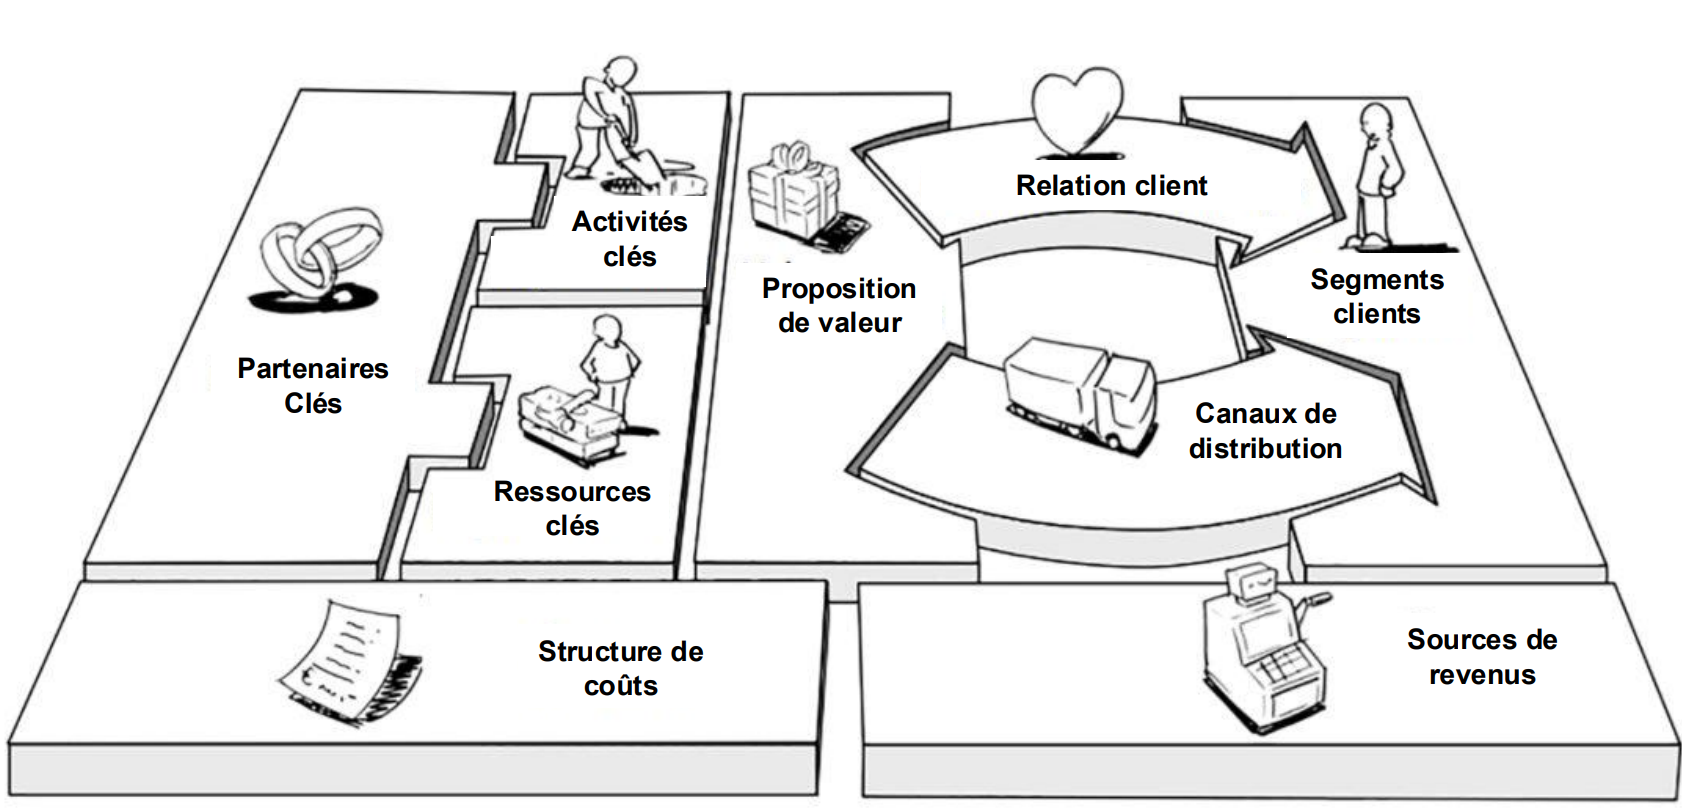 Partenaires
Clés
Activités
clés
Ressources
clés
Proposition
de valeur
Relation client
Canaux de
distribution
Segments
clients
Structure de
coûts
Sources de
revenus